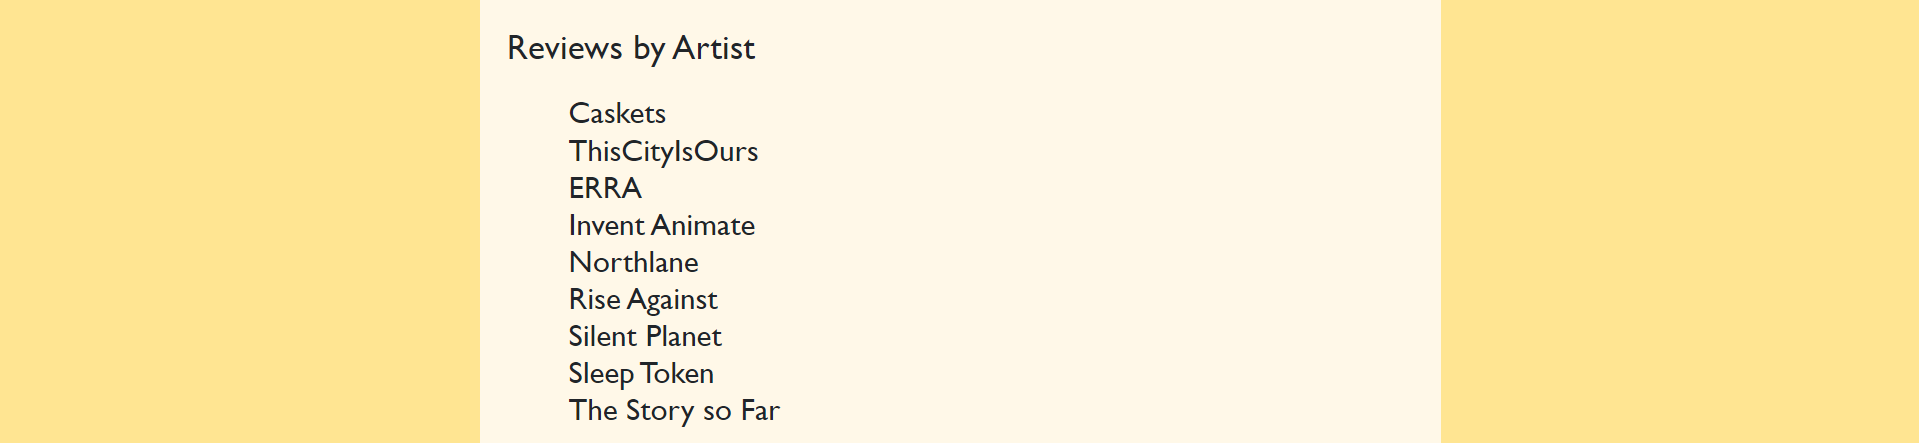 Reviews by Artist
Caskets
ThisCityIsOurs
ERRA
Invent Animate
Northlane
Rise Against
Silent Planet
Sleep Token
The Story so Far